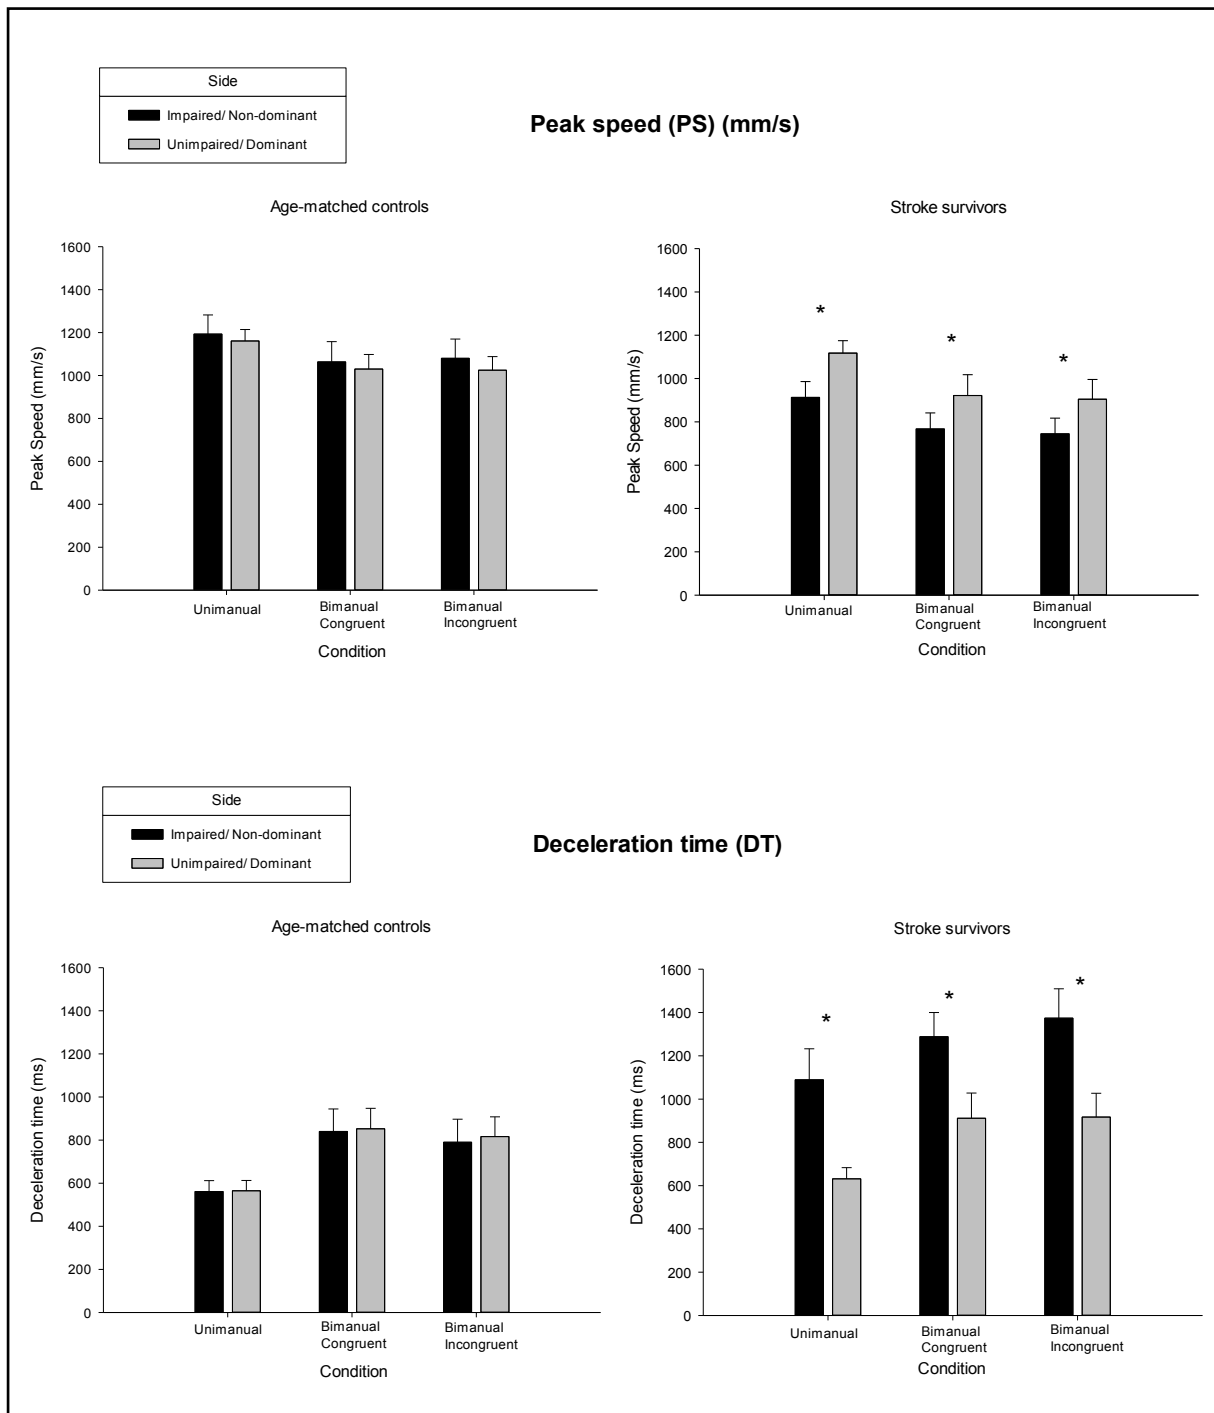 Side
Impaired/ Non-dominant
Unimpaired/ Dominant
Peak speed (PS) (mm/s)
Age-matched controls
Peak Speed (mm/s)
1600
1400
1200
1000
800
600
400
200
0
Unimanual
Bimanual
Congruent
Bimanual
Incongruent
Condition
Stroke survivors
Peak Speed (mm/s)
1600
1400
1200
1000
800
600
400
200
0
*
*
*
Unimanual
Bimanual
Congruent
Bimanual
Incongruent
Condition
Side
Impaired/ Non-dominant
Unimpaired/ Dominant
Deceleration time (DT)
Age-matched controls
Deceleration time (ms)
1600
1400
1200
1000
800
600
400
200
0
Unimanual
Bimanual
Congruent
Bimanual
Incongruent
Condition
Stroke survivors
Deceleration time (ms)
1600
1400
1200
1000
800
600
400
200
0
*
*
*
Unimanual
Bimanual
Congruent
Bimanual
Incongruent
Condition